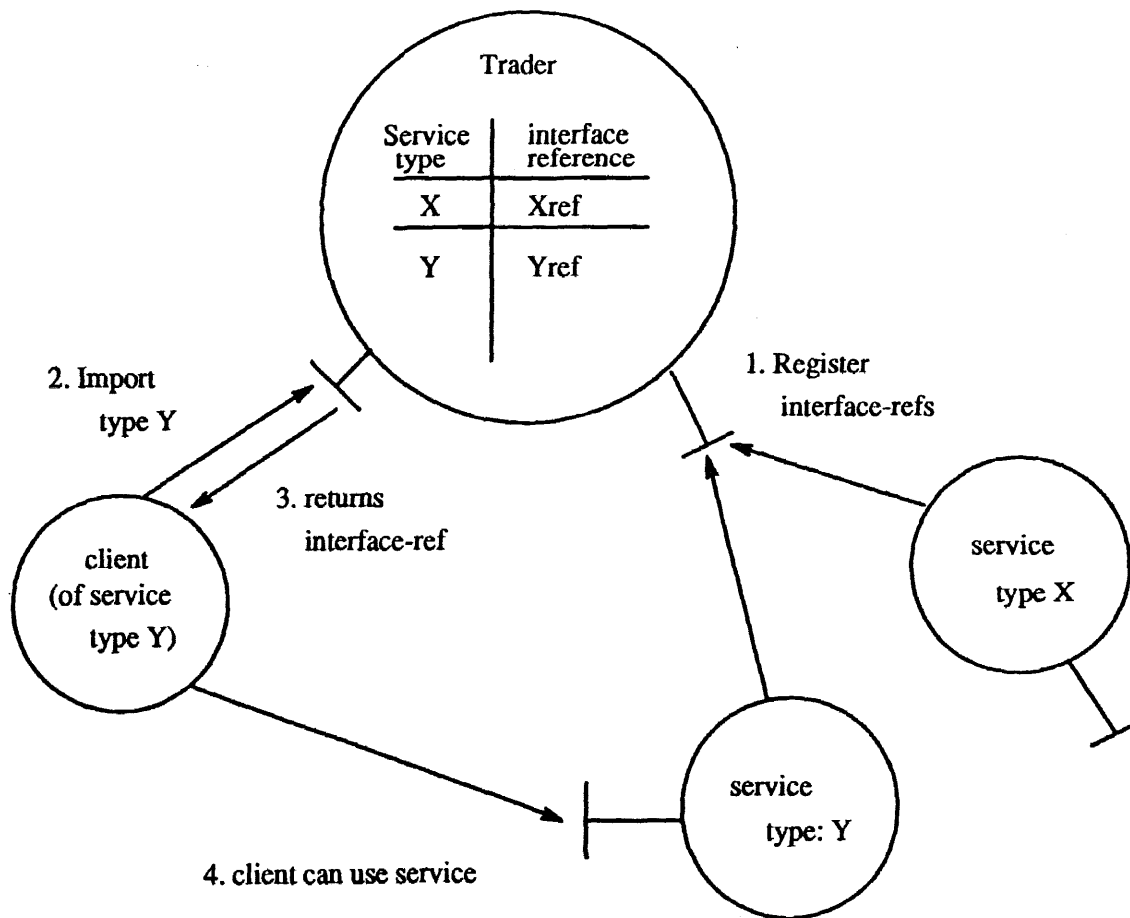 Trader
Service type
interface reference
X
Xref
Y
Yref
2. Import
type Y
1. Register
interface-refs
3. returns
interface-ref
client
(of service
type Y)
service
type X
service
type: Y
4. client can use service